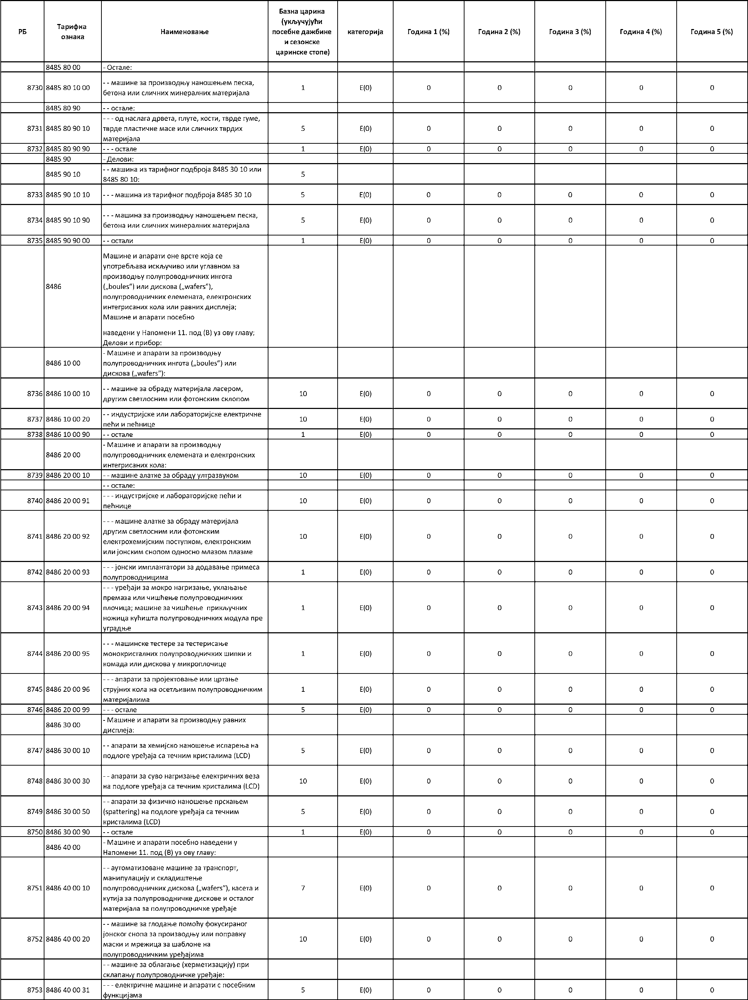 РБ
Тарифна
ознака
Наименовање
Базна царина
(укључујући
посебне дажбине
и сезонске
царинске стопе)
категорија
Година 1 (%)
Година 2 (%)
Година 3 (%)
Година 4 (%)
Година 5 (%)
8485 80 00 - Остале:
8730 8485 80 10 00 - - машине за производњу наношењем песка,
бетона или сличних минералних материјала
1 E(0) 0 0 0 0 0
8485 80 90 - - остале:
8731 8485 80 90 10 - - - од наслага дрвета, плуте, кости, тврде гуме,
тврде пластичне масе или сличних тврдих
материјала
5 E(0) 0 0 0 0 0
8732 8485 80 90 90 - - - остале 1 E(0) 0 0 0 0 0
8485 90 - Делови:
8485 90 10 - - машина из тарифног подброја 8485 30 10 или
8485 80 10:
5
8733 8485 90 10 10 - - - машина из тарифног подброја 8485 30 10 5 E(0) 0 0 0 0 0
8734 8485 90 10 90 - - - машина за производњу наношењем песка,
бетона или сличних минералних материјала
5 E(0) 0 0 0 0 0
8735 8485 90 90 00 - - остали 1 E(0) 0 0 0 0 0
8486
Машине и апарати оне врсте која се
употребљава искључиво или углавном за
производњу полупроводничких ингота
(„boules”) или дискова („wafers”),
полупроводничких елемената, електронских
интегрисаних кола или равних дисплеја;
Машине и апарати посебно
наведени у Напомени 11. под (В) уз ову главу;
Делови и прибор:
8486 10 00 - Машине и апарати за производњу
полупроводничких ингота („boules”) или
дискова („wafers”):
8736 8486 10 00 10 - - машине за обраду материјала ласером,
другим светлосним или фотонским склопом
10 E(0) 0 0 0 0 0
8737 8486 10 00 20 - - индустријске или лабораторијске електричне
пећи и пећнице
10 E(0) 0 0 0 0 0
8738 8486 10 00 90 - - остале 1 E(0) 0 0 0 0 0
8486 20 00 - Машине и апарати за производњу
полупроводничких елемената и електронских
интегрисаних кола:
8739 8486 20 00 10 - - машине алатке за обраду ултразвуком 10 E(0) 0 0 0 0 0
- - остале:
8740 8486 20 00 91 - - - индустријске и лабораторијске пећи и
пећнице
10 E(0) 0 0 0 0 0
8741 8486 20 00 92 - - - машине алатке за обраду материјала
другим светлосним или фотонским
електрохемијским поступком, електронским
или јонским снопом односно млазом плазме
10 E(0) 0 0 0 0 0
8742 8486 20 00 93 - - - јонски имплантатори за додавање примеса
полупроводницима
1 E(0) 0 0 0 0 0
8743 8486 20 00 94 - - - уређаји за мокро нагризање, уклањање
премаза или чишћење полупроводничких
плочица; машине за чишћење прикључних
ножица кућишта полупроводничких модула пре
уградње
1 E(0) 0 0 0 0 0
8744 8486 20 00 95 - - - машинске тестере за тестерисање
монокристалних полупроводничких шипки и
комада или дискова у микроплочице
1 E(0) 0 0 0 0 0
8745 8486 20 00 96 - - - апарати за пројектовање или цртање
струјних кола на осетљивим полупроводничким
материјалима
1 E(0) 0 0 0 0 0
8746 8486 20 00 99 - - - остале 5 E(0) 0 0 0 0 0
8486 30 00 - Машине и апарати за производњу равних
дисплеја:
8747 8486 30 00 10 - - апарати за хемијско наношење испарења на
подлоге уређаја са течним кристалима (LCD)
5 E(0) 0 0 0 0 0
8748 8486 30 00 30 - - апарати за суво нагризање електричних веза
на подлоге уређаја са течним кристалима (LCD)
10 E(0) 0 0 0 0 0
8749 8486 30 00 50 - - апарати за физичко наношење прскањем
(spattering) на подлоге уређаја са течним
кристалима (LCD)
5 E(0) 0 0 0 0 0
8750 8486 30 00 90 - - остале 1 E(0) 0 0 0 0 0
8486 40 00 - Машине и апарати посебно наведени у
Напомени 11. под (В) уз ову главу:
8751 8486 40 00 10 - - аутоматизоване машине за транспорт,
манипулацију и складиштење
полупроводничких дискова („wafers”), касета и
кутија за полупроводничке дискове и осталог
материјала за полупроводничке уређаје
7 E(0) 0 0 0 0 0
8752 8486 40 00 20 - - машине за глодање помоћу фокусираног
јонског снопа за производњу или поправку
маски и мрежица за шаблоне на
полупроводничким уређајима
10 E(0) 0 0 0 0 0
- - машине за облагање (херметизацију) при
склапању полупроводничке уређаје:
8753 8486 40 00 31 - - - електричне машине и апарати с посебним
функцијама
5 E(0) 0 0 0 0 0